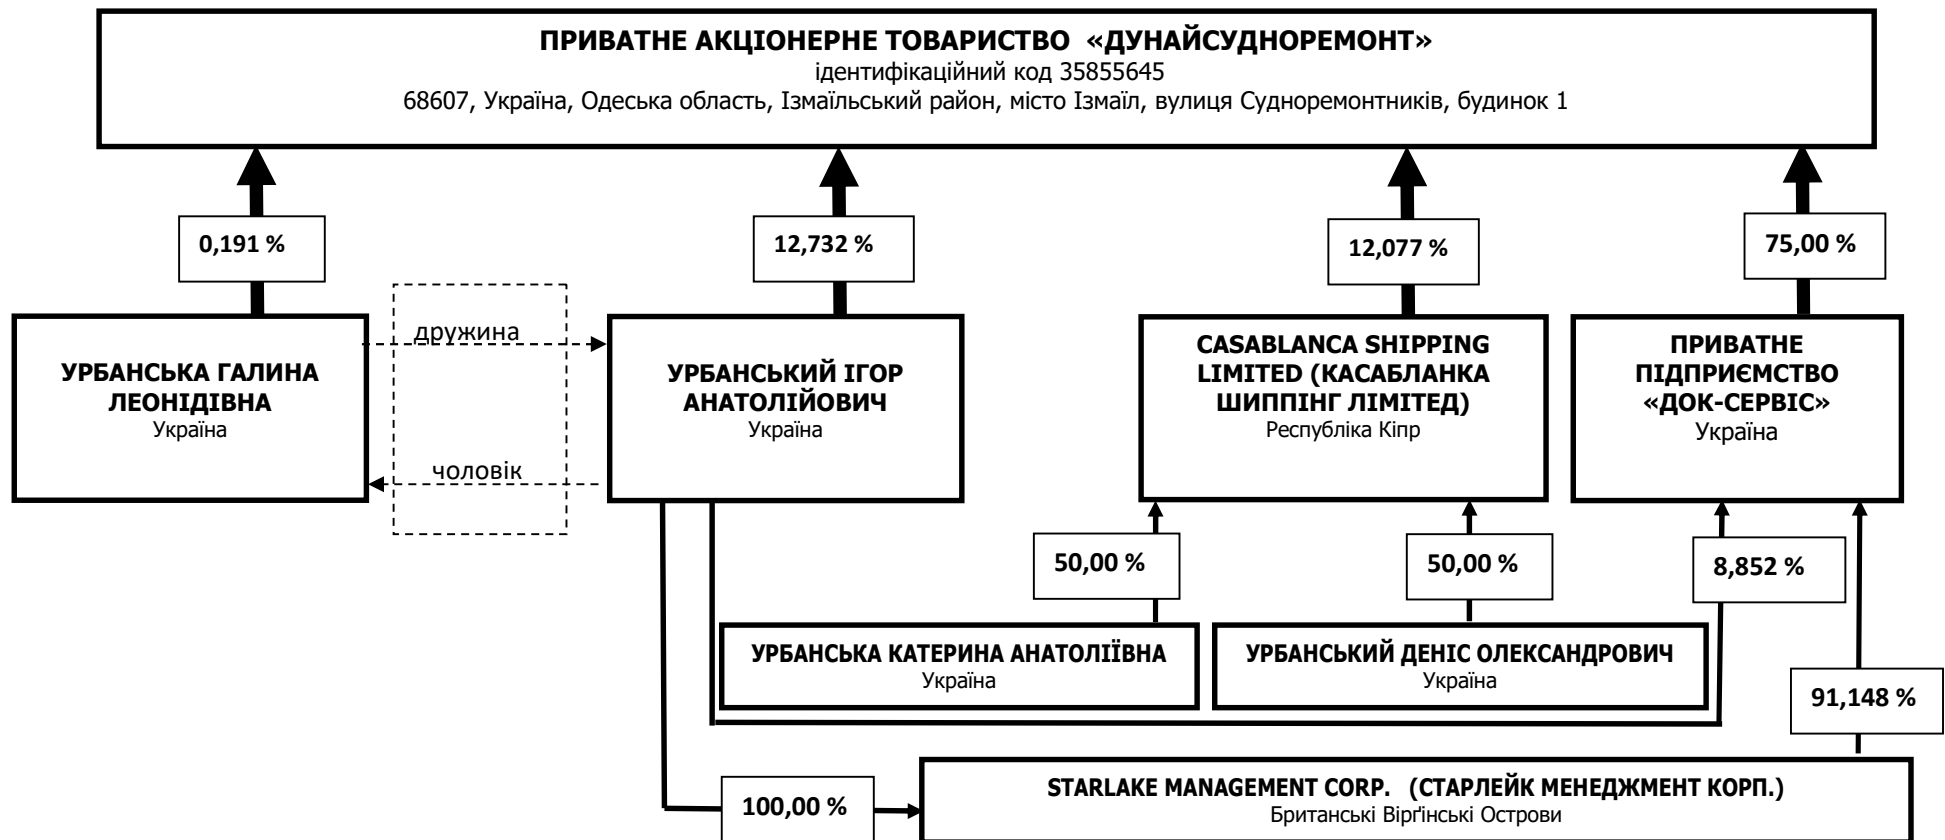 ПРИВАТНЕ АКЦІОНЕРНЕ ТОВАРИСТВО «ДУНАЙСУДНОРЕМОНТ»
ідентифікаційний код 35855645
68607, Україна, Одеська область, Ізмаїльський район, місто Ізмаїл, вулиця Судноремонтників, будинок 1
0,191 %
12,732 %
12,077 %
75,00 %
УРБАНСЬКА ГАЛИНА
ЛЕОНІДІВНА
Україна
дружина
чоловік
УРБАНСЬКИЙ ІГОР
АНАТОЛІЙОВИЧ
Україна
CASABLANCA SHIPPING
LIMITED (КАСАБЛАНКА
ШИППІНГ ЛІМІТЕД)
Республіка Кіпр
ПРИВАТНЕ
ПІДПРИЄМСТВО
«ДОК-СЕРВІС»
Україна
50,00 %
50,00 %
8,852 %
УРБАНСЬКА КАТЕРИНА АНАТОЛІЇВНА
Україна
УРБАНСЬКИЙ ДЕНІС ОЛЕКСАНДРОВИЧ
Україна
91,148 %
100,00 %
STARLAKE MANAGEMENT CORP. (СТАРЛЕЙК МЕНЕДЖМЕНТ КОРП.)
Британські Вірґінські Острови